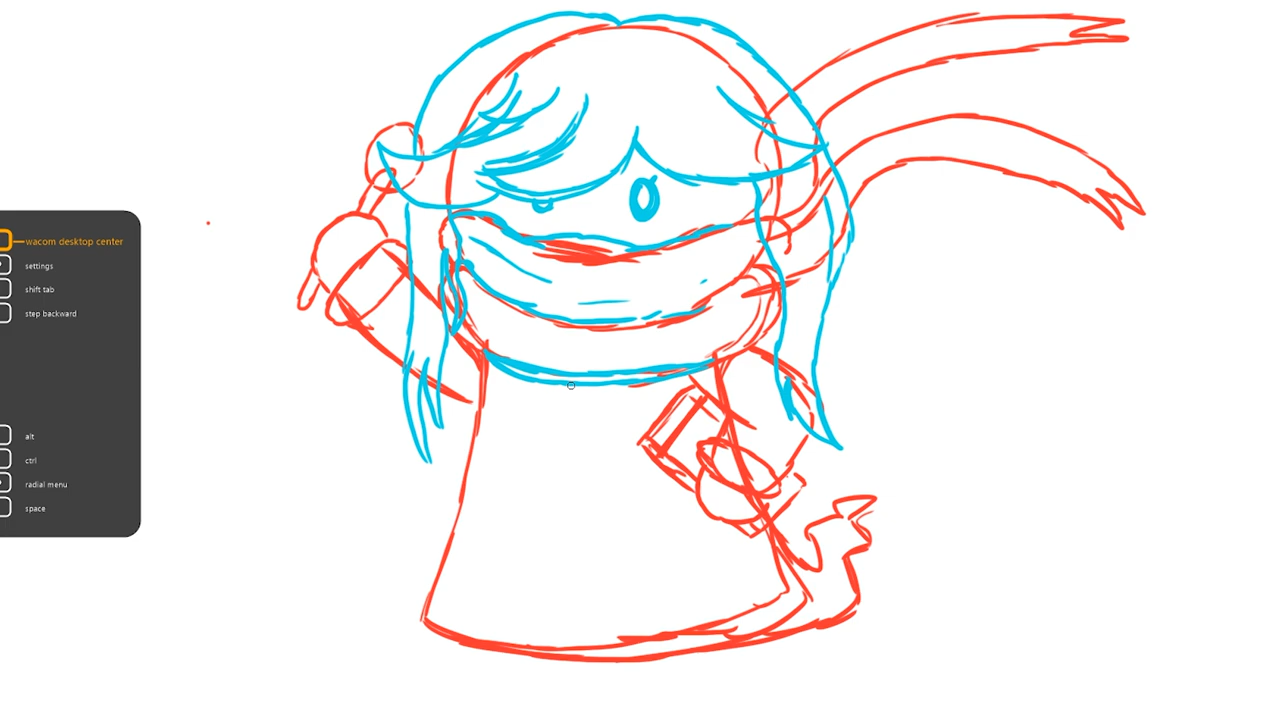 wacom desktop center
settings
shift tab
step backward
alt
ctrl
radial menu
space